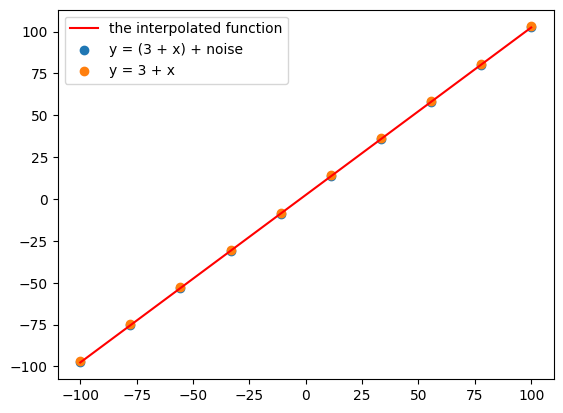 the interpolated function
y = (3 + x) + noise
y = 3 + x
100
75
50
25
0
−25
−50
−75
−100
−100 −75 −50 −25 0 25 50 75 100